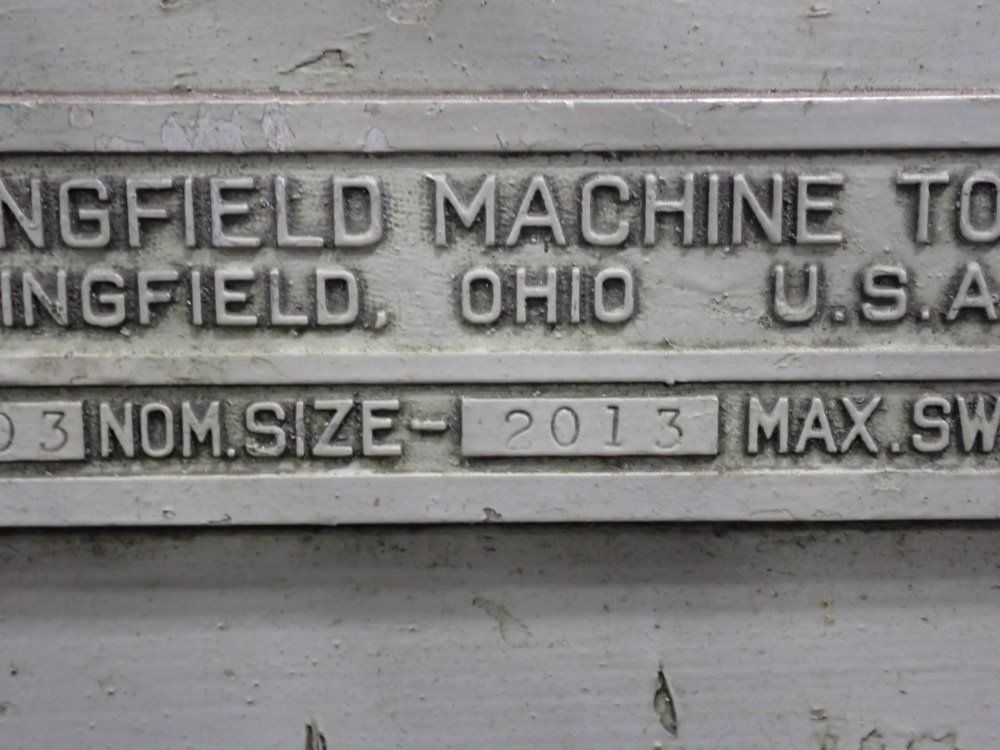 NGFIELD MACHINE TO
INGFIELD, OHIO U.S.A
03 NOM. SIZE- 2013 MAX. SW